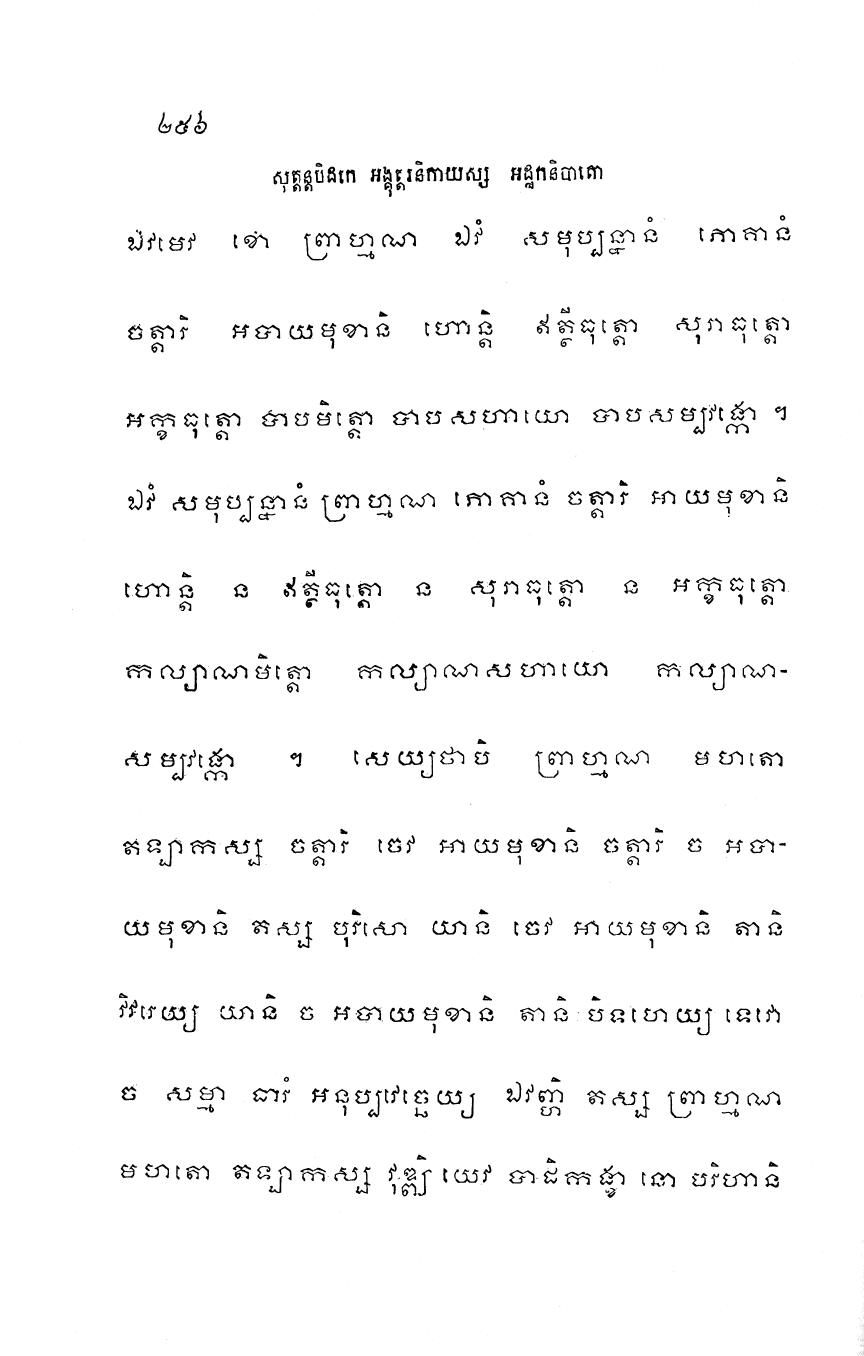 ២៥៦
សុត្តន្តបិដកេ អង្គុត្តរនិកាយស្ស អដ្ឋកនិបាតោ
ឯវមេវ ខោ ព្រាហ្មណ ឯវំ សមុប្បន្នានំ ភោគានំ
ចត្តារិ អបាយមុខានិ ហោន្តិ ឥត្ថីធុត្តោ សុរាធុត្តោ
អក្ខធុត្តោ បាបមិត្តោ បាបសហាយោ បាបសម្បវង្កោ ។
ឯវំ សមុប្បន្នានំ ព្រាហ្មណ ភោគានំ ចត្តារិ អាយមុខានិ
ហោន្តិ ន ឥត្ថីធុត្តោ ន សុរាធុត្តោ ន អក្ខធុត្តោ
កល្យាណមិត្តោ កល្យាណសហាយោ កល្យាណ-
សម្បវង្កោ ។ សេយ្យថាបិ ព្រាហ្មណ មហតោ
តឡាកស្ស ចត្តារិ ចេវ អាយមុខានិ ចត្តារិ ច អបា-
យមុខានិ តស្ស បុរិសោ យានិ ចេវ អាយមុខានិ តានិ
វិវរេយ្យ យានិ ច អបាយមុខានិ តានិ បិទហេយ្យ ទេវោ
ច សម្មា ធារំ អនុប្បវេច្ឆេយ្យ ឯវញ្ហិ តស្ស ព្រាហ្មណ
មហតោ តឡាកស្ស វុឌ្ឍិ យេវ បាដិកង្ខា នោ បរិហានិ